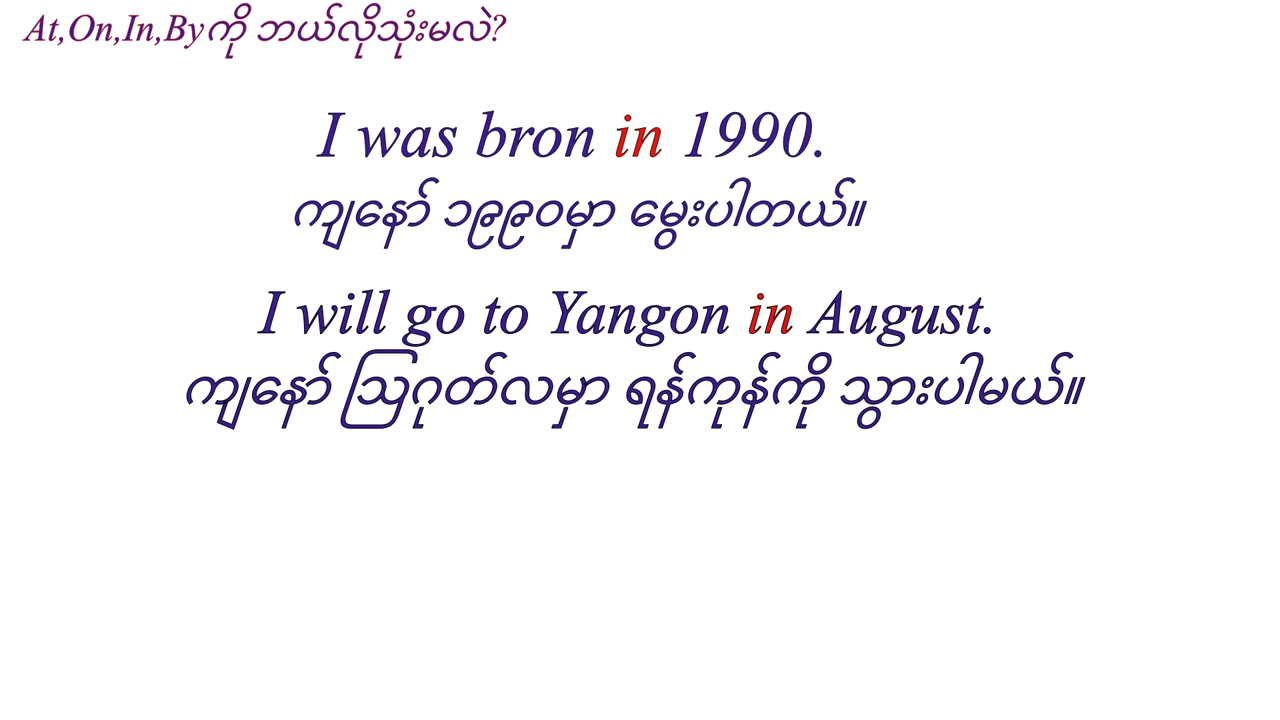 At,On,In,Byကို ဘယ်လိုသုံးမလဲ?
I was bron in 1990.
ကျနော် ၁၉၉၀မှာ မွေးပါတယ်။
I will go to Yangon in August.
ကျနော် ဩဂုတ်လမှာ ရန်ကုန်ကို သွားပါမယ်။